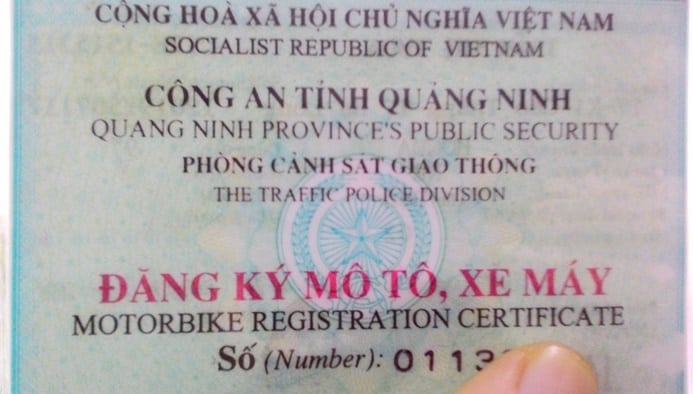 CỘNG HOÀ XÃ HỘI CHỦ NGHĨA VIỆT NAM
SOCIALIST REPUBLIC OF VIETNAM
CÔNG AN TỈNH QUẢNG NINH
QUANG NINH PROVINCE'S PUBLIC SECURITY
PHÒNG CẢNH SÁT GIAO THÔNG
THE TRAFFIC POLICE DIVISION
ĐĂNG KÝ MÔ TÔ, XE MÁY
MOTORBIKE REGISTRATION CERTIFICATE
Số (Number): 0113